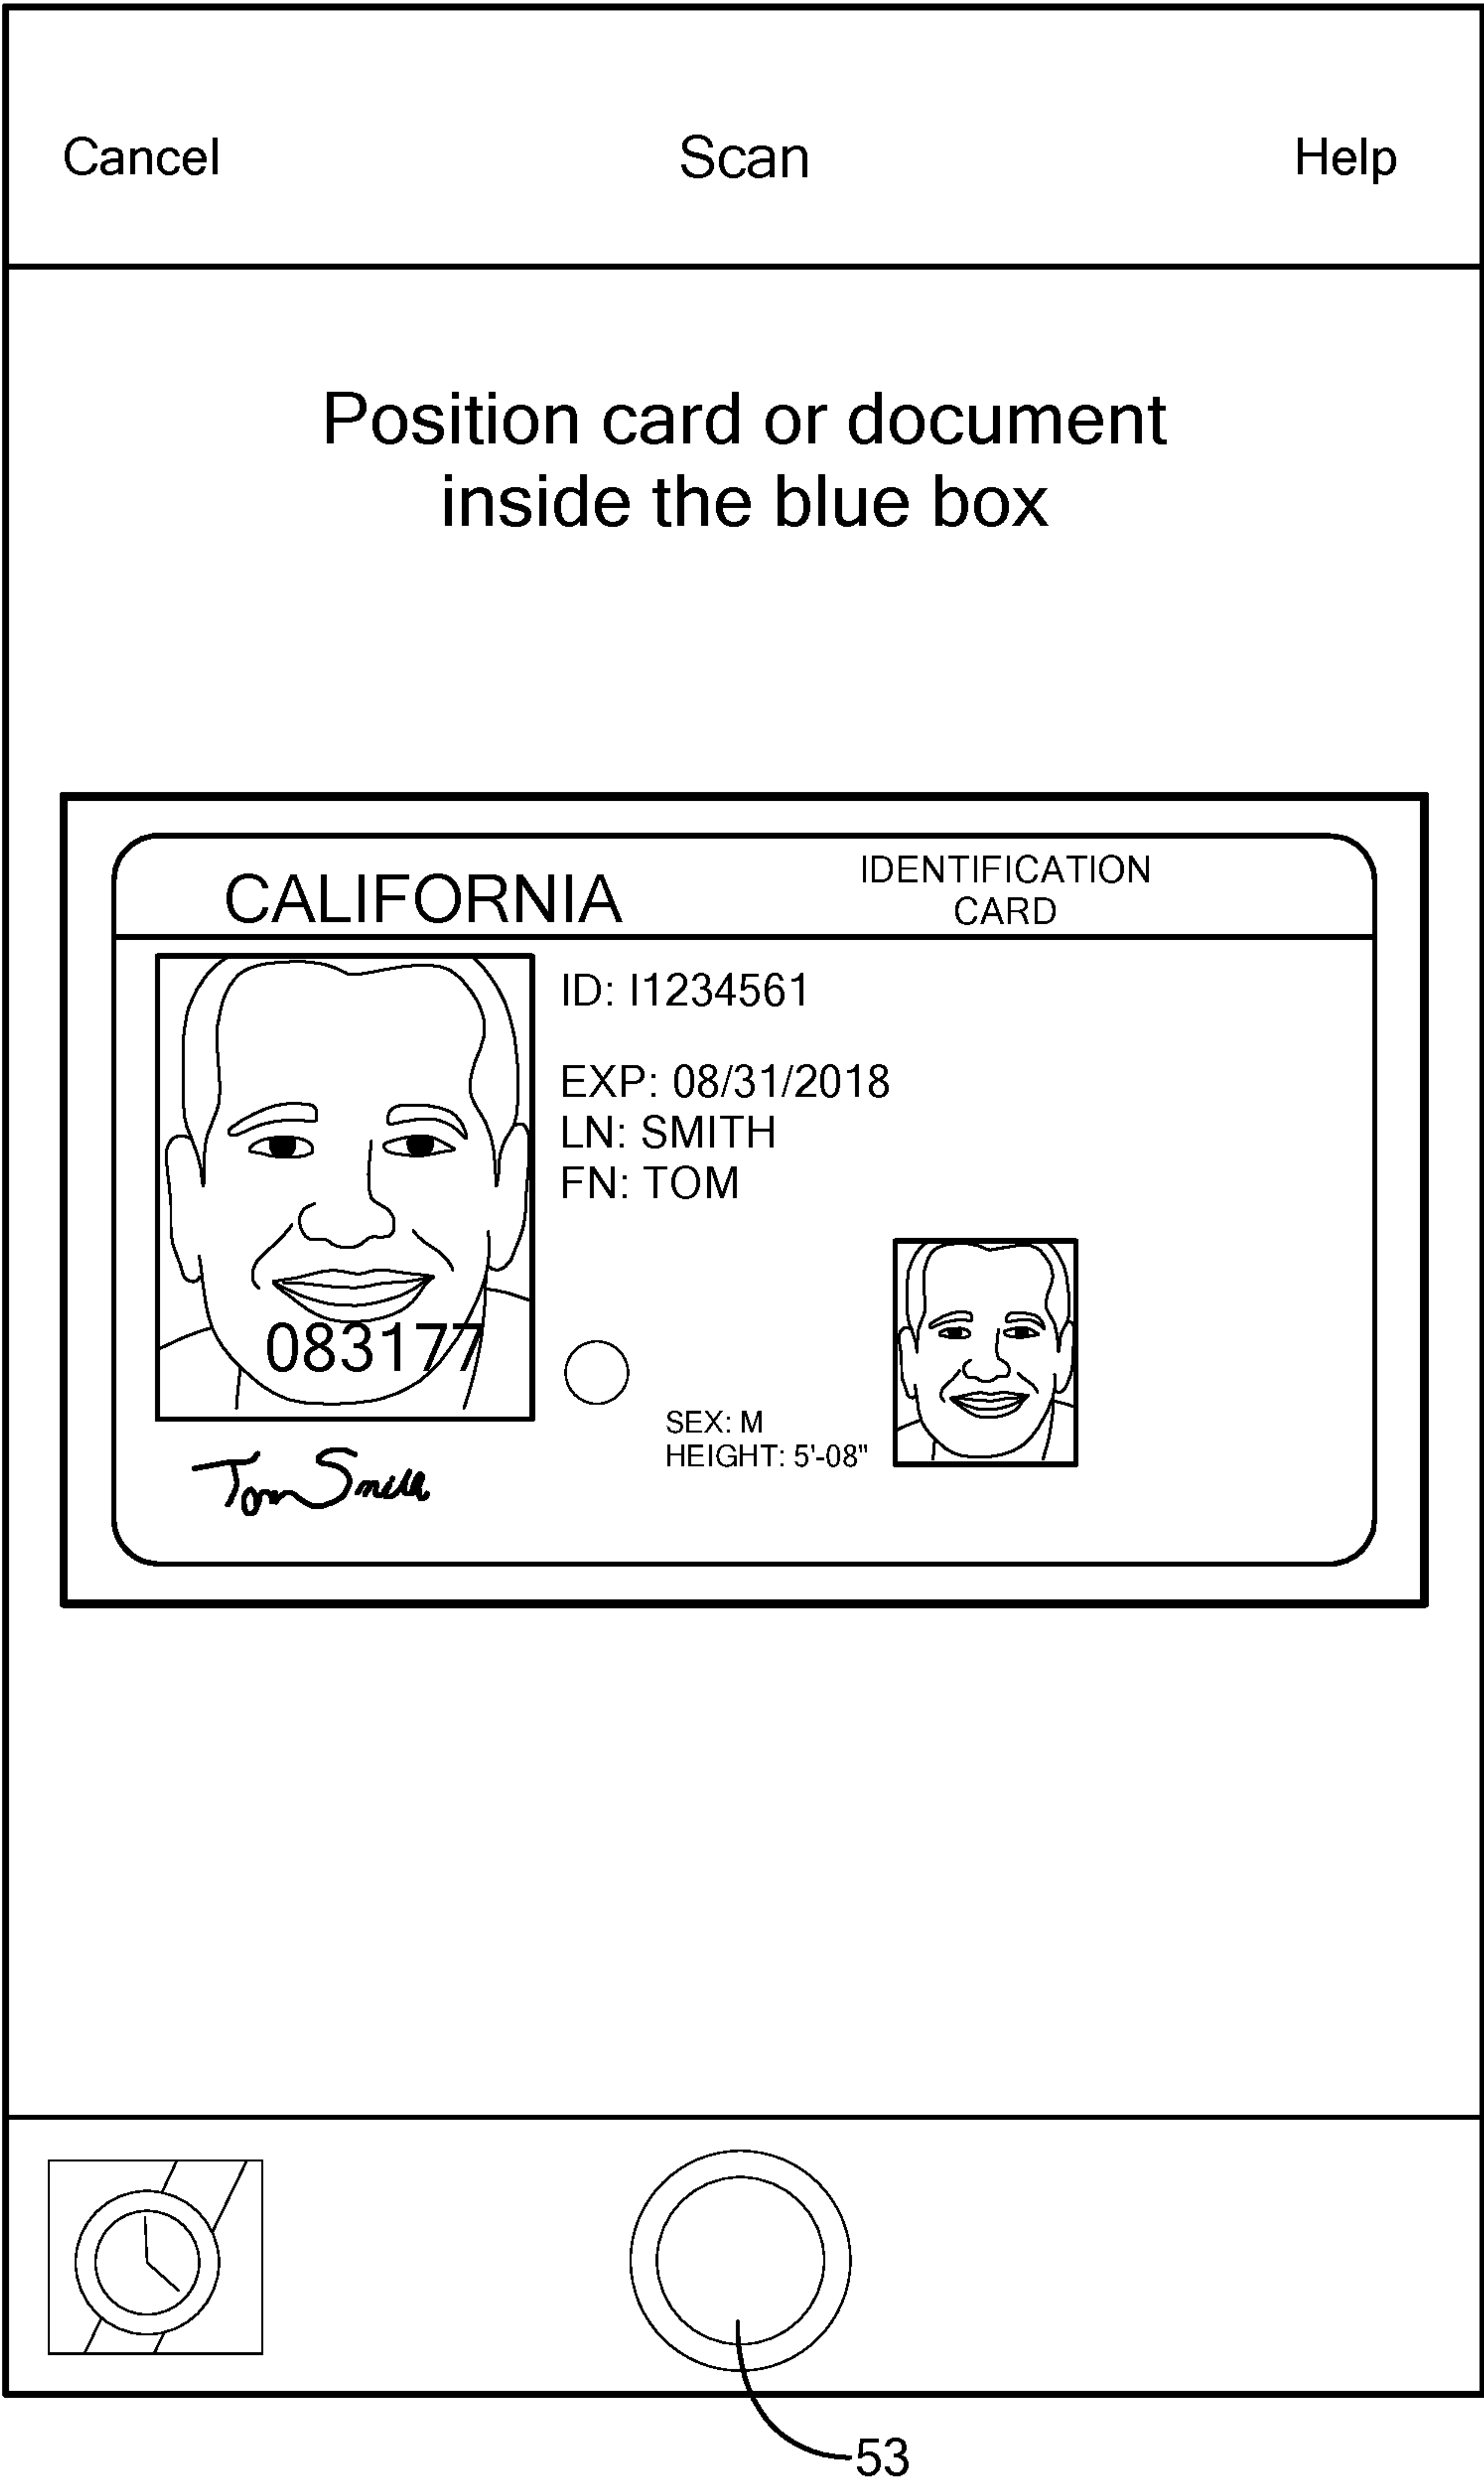 Cancel Scan Help
Position card or document
inside the blue box
CALIFORNIA
IDENTIFICATION
CARD
ID: I1234561
EXP: 08/31/2018
LN: SMITH
FN: TOM
083177
SEX: M
HEIGHT: 5'-08"
Tom Smith
53